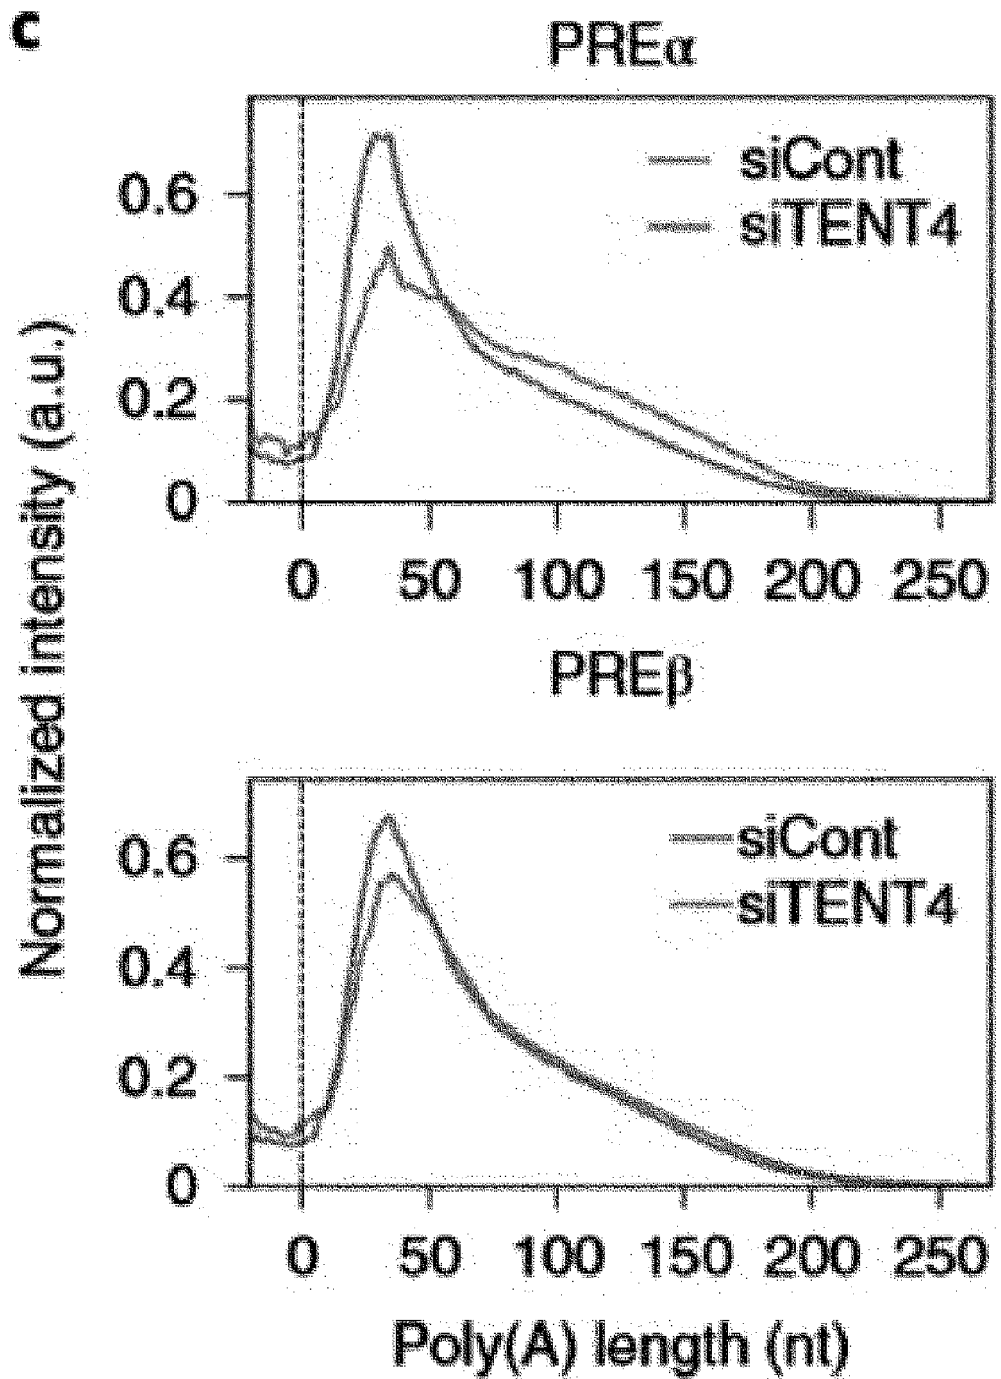 c
PREα
siCont
siTENT4
0.6
0.4
0.2
0
0 50 100 150 200 250
Normalized intensity (a.u.)
PREβ
siCont
siTENT4
0.6
0.4
0.2
0
0 50 100 150 200 250
Poly(A) length (nt)